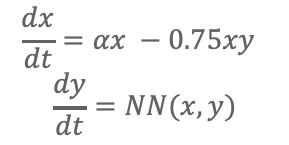 dx/dt = αx − 0.75xy
dy/dt = NN(x, y)